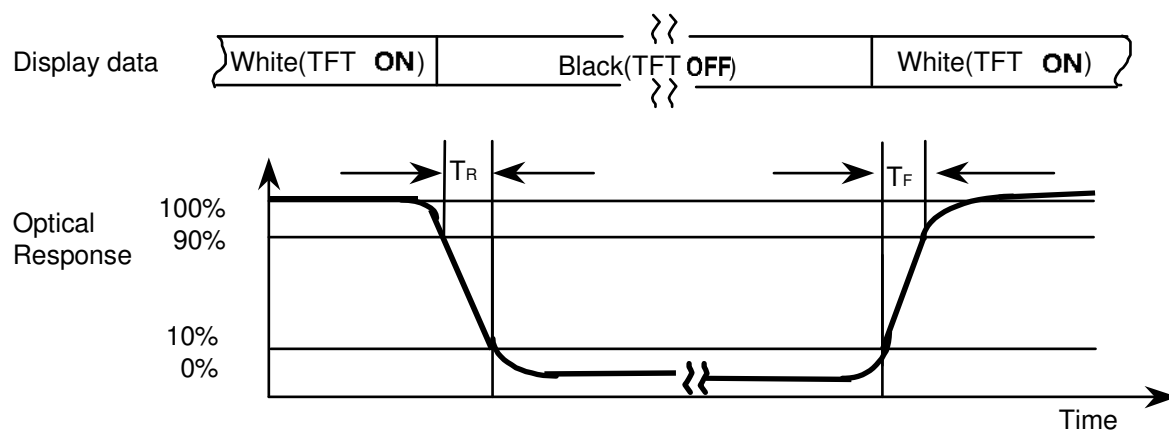 Display data
White(TFT ON)
Black(TFT OFF)
White(TFT ON)
TR
TF
Optical
Response
100%
90%
10%
0%
Time